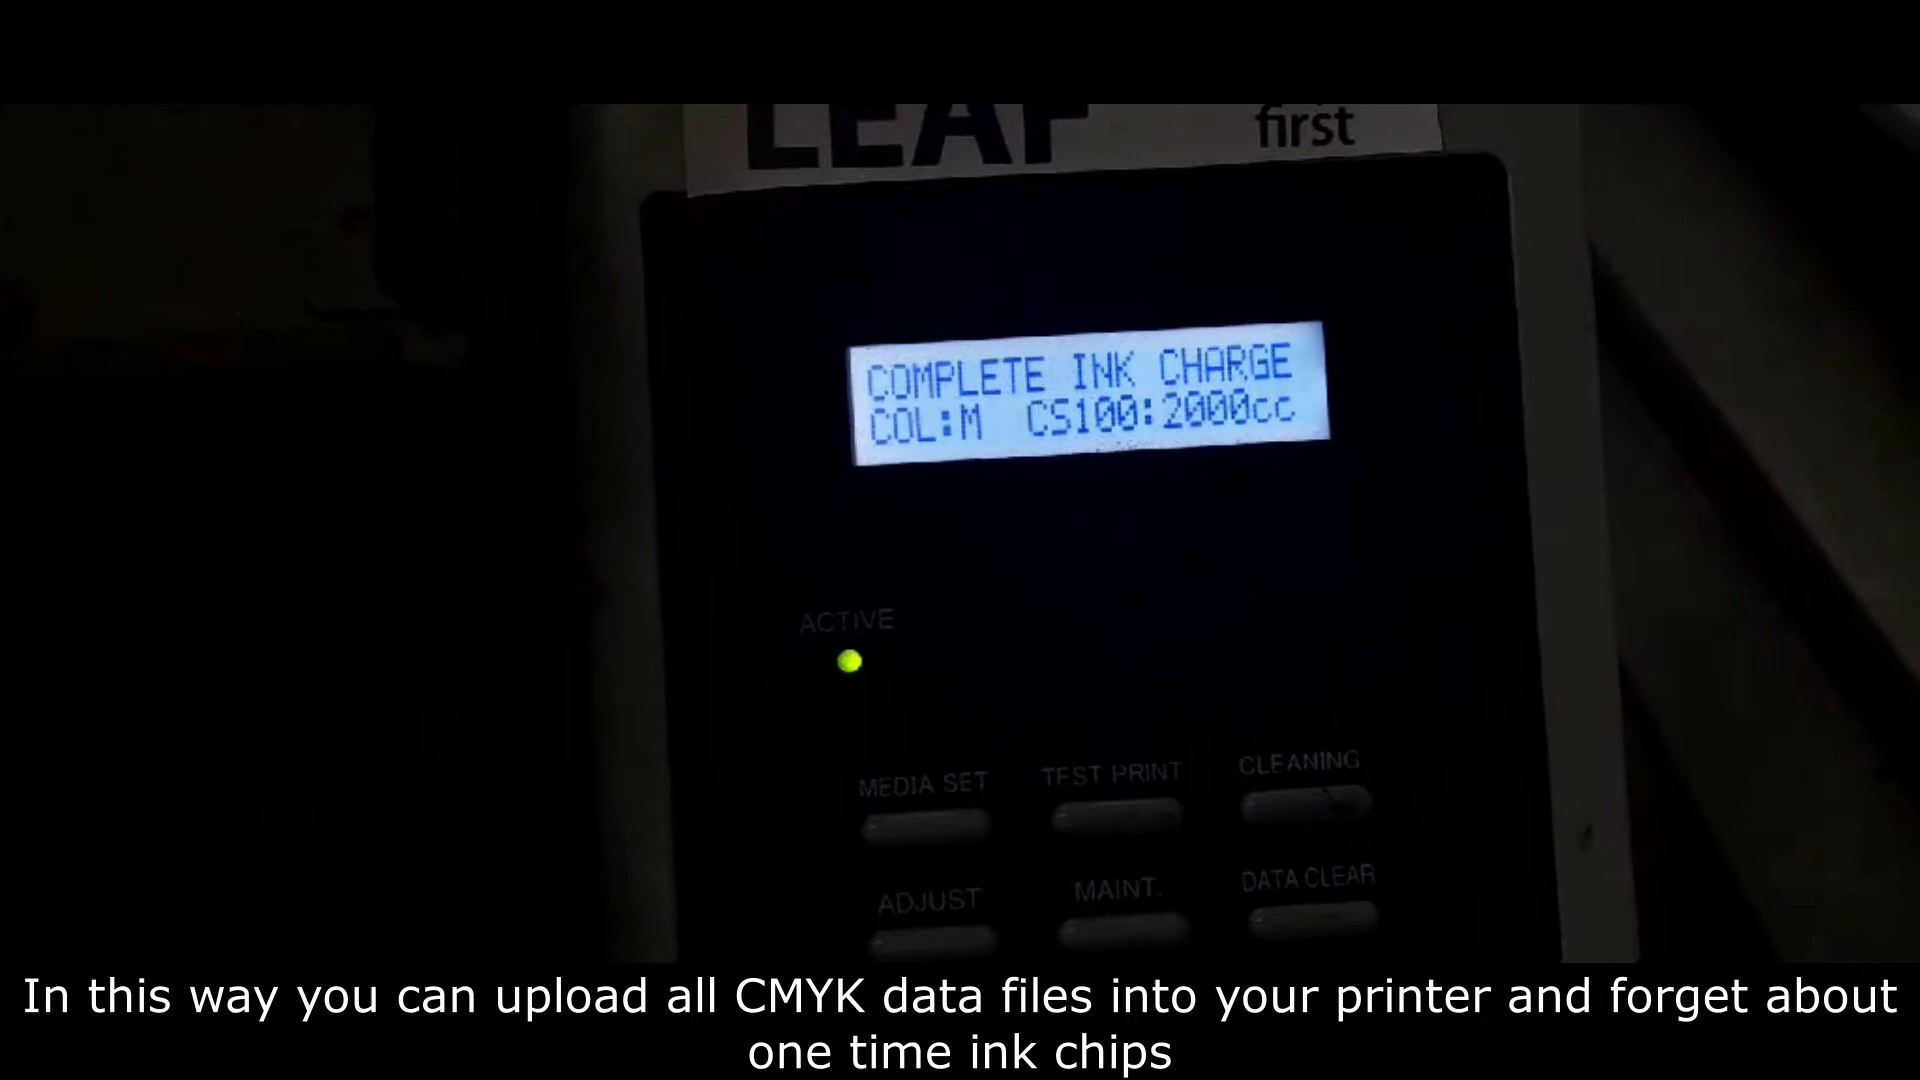 LEAF
first
COMPLETE INK CHARGE
COL:M CS100:2000cc
ACTIVE
MEDIA SET TEST PRINT CLEANING
ADJUST MAINT. DATA CLEAR
In this way you can upload all CMYK data files into your printer and forget about
one time ink chips